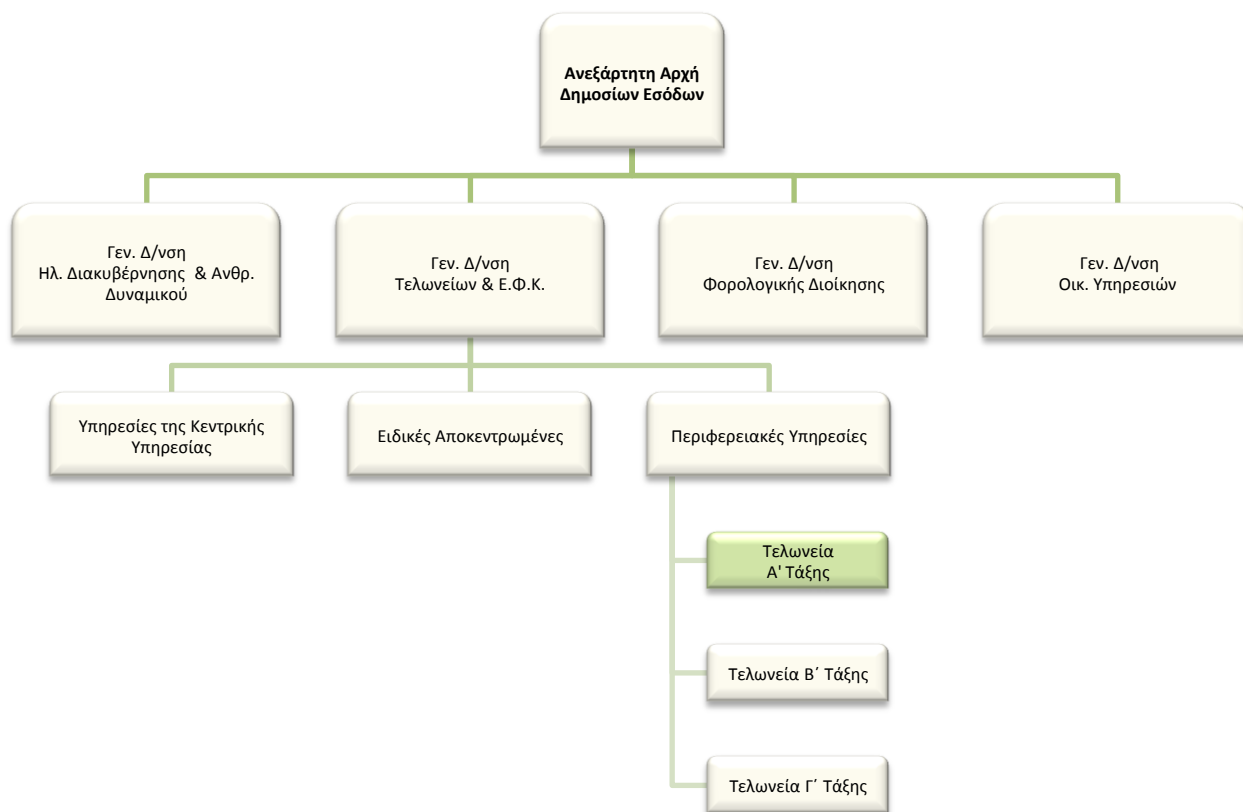 Ανεξάρτητη Αρχή
Δημοσίων Εσόδων
Γεν. Δ/νση
Ηλ. Διακυβέρνησης & Ανθρ.
Δυναμικού
Γεν. Δ/νση
Τελωνείων & Ε.Φ.Κ.
Γεν. Δ/νση
Φορολογικής Διοίκησης
Γεν. Δ/νση
Οικ. Υπηρεσιών
Υπηρεσίες της Κεντρικής
Υπηρεσίας
Ειδικές Αποκεντρωμένες
Περιφερειακές Υπηρεσίες
Τελωνεία
Α' Τάξης
Τελωνεία Β΄ Τάξης
Τελωνεία Γ΄ Τάξης